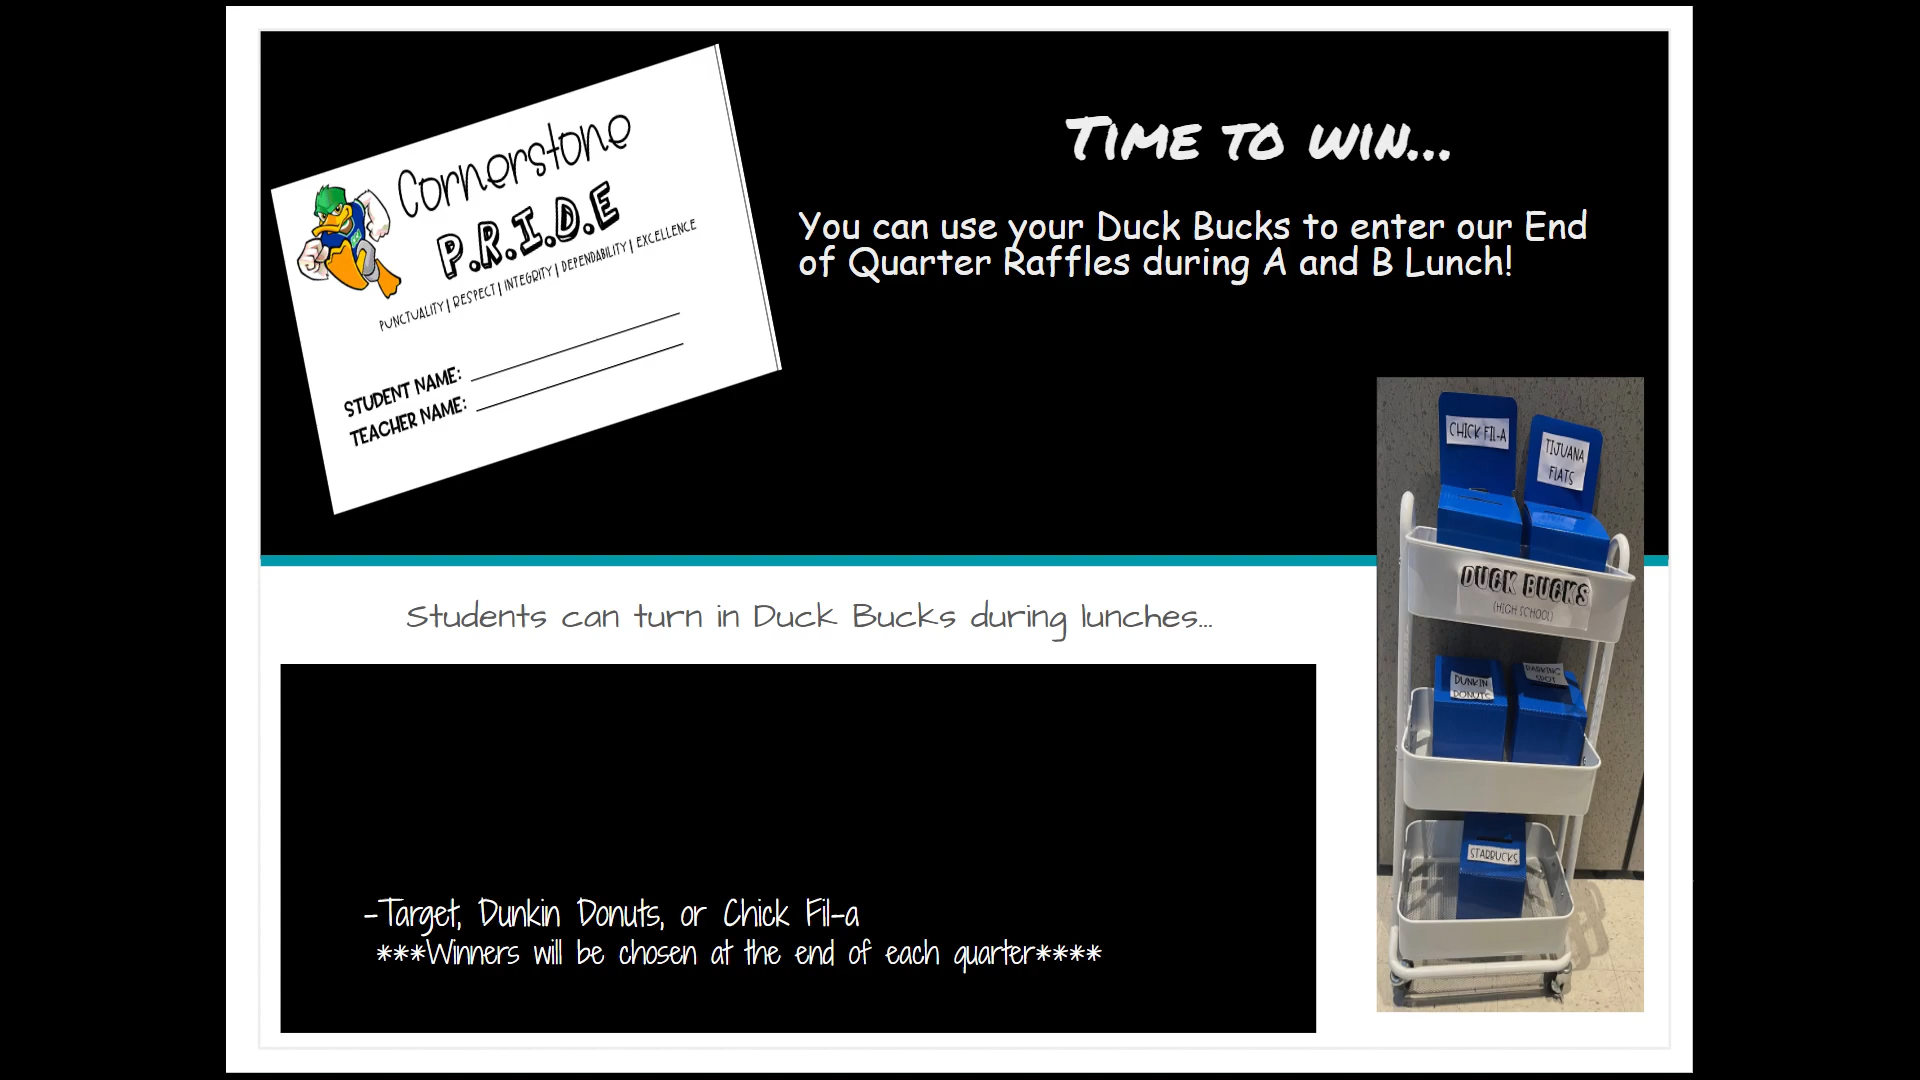 Cornerstone
P.R.I.D.E
PUNCTUALITY | RESPECT | INTEGRITY | DEPENDABILITY | EXCELLENCE
STUDENT NAME:
TEACHER NAME:
TIME TO WIN...
You can use your Duck Bucks to enter our End
of Quarter Raffles during A and B Lunch!
CHICK FIL-A
TIJUANA
FLATS
DUCK BUCKS
(HIGH SCHOOL)
DUNKIN
DONUTS
PARKING
SPOT
STARBUCKS
Students can turn in Duck Bucks during lunches...
-Target, Dunkin Donuts, or Chick Fil-a
***Winners will be chosen at the end of each quarter****